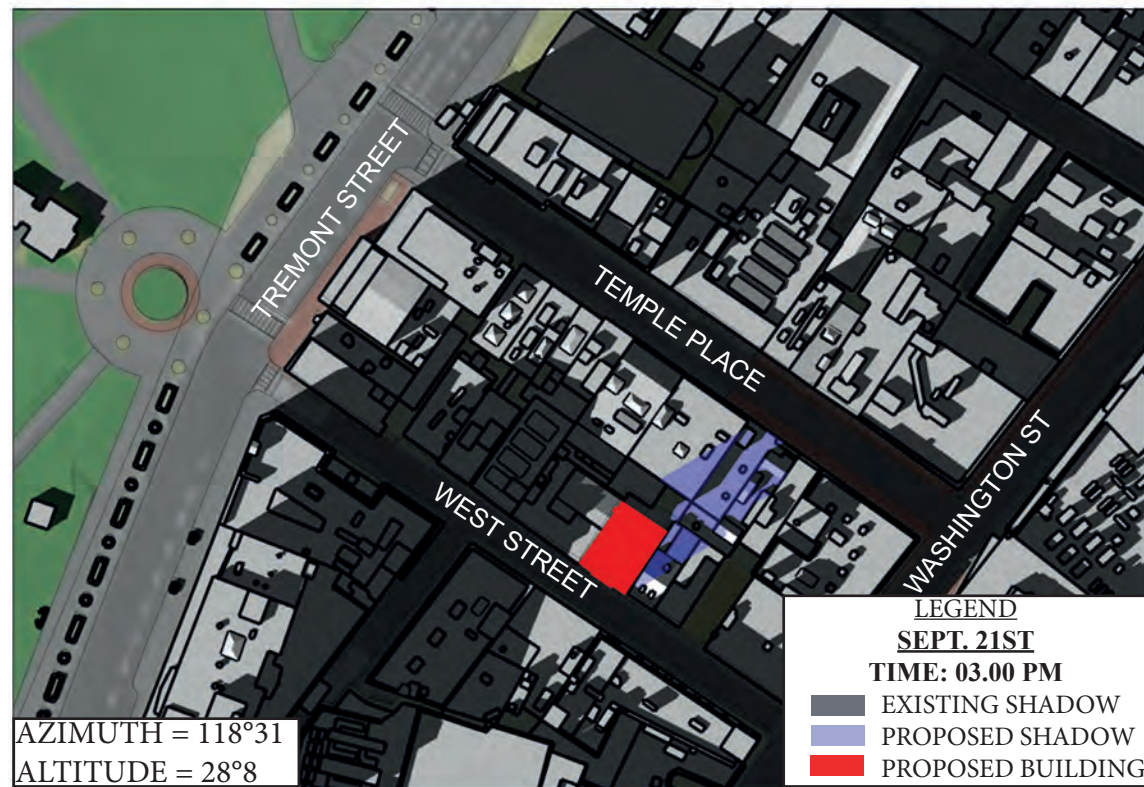 TREMONT STREET
TEMPLE PLACE
WEST STREET
WASHINGTON ST
LEGEND
SEPT. 21ST
TIME: 03.00 PM
EXISTING SHADOW
PROPOSED SHADOW
PROPOSED BUILDING
AZIMUTH = 118°31
ALTITUDE = 28°8